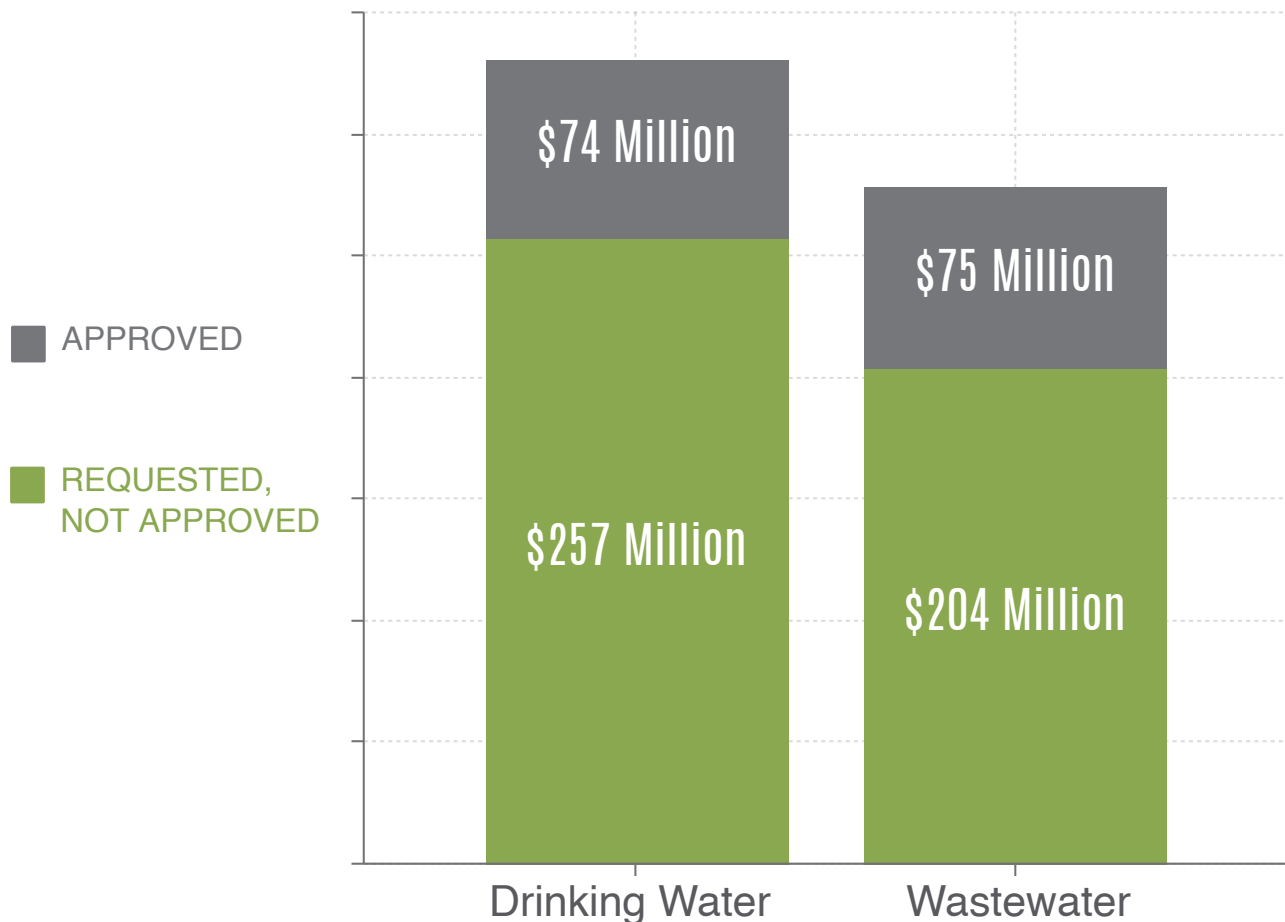 $74 Million
$75 Million
APPROVED
REQUESTED,
NOT APPROVED
$257 Million
$204 Million
Drinking Water
Wastewater